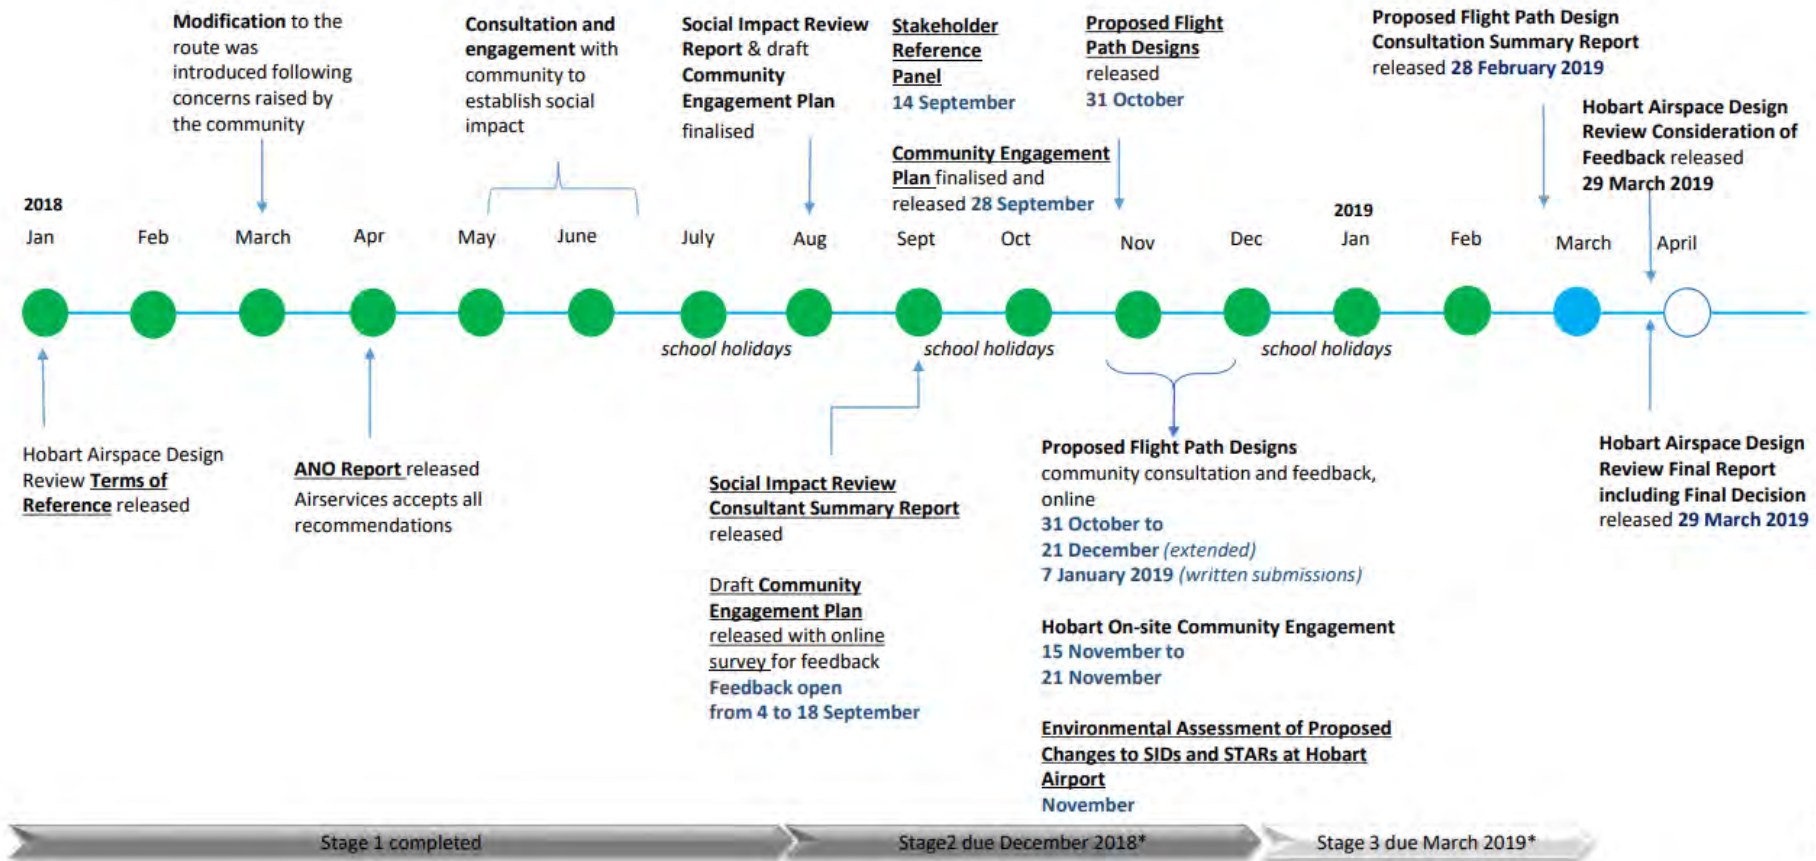 Modification to the
route was
introduced following
concerns raised by
the community
Consultation and
engagement with
community to
establish social
impact
Social Impact Review
Report & draft
Community
Engagement Plan
finalised
Stakeholder
Reference
Panel
14 September
Community Engagement
Plan finalised and
released 28 September
Proposed Flight
Path Designs
released
31 October
Proposed Flight Path Design
Consultation Summary Report
released 28 February 2019
Hobart Airspace Design
Review Consideration of
Feedback released
29 March 2019
2018
2019
Jan
Feb
March
Apr
May
June
July
Aug
Sept
Oct
Nov
Dec
Jan
Feb
March
April
school holidays
school holidays
school holidays
Hobart Airspace Design
Review Terms of
Reference released
ANO Report released
Airservices accepts all
recommendations
Social Impact Review
Consultant Summary Report
released
Draft Community
Engagement Plan
released with online
survey for feedback
Feedback open
from 4 to 18 September
Proposed Flight Path Designs
community consultation and feedback,
online
31 October to
21 December (extended)
7 January 2019 (written submissions)
Hobart On-site Community Engagement
15 November to
21 November
Environmental Assessment of Proposed
Changes to SIDs and STARs at Hobart
Airport
November
Hobart Airspace Design
Review Final Report
including Final Decision
released 29 March 2019
Stage 1 completed
Stage2 due December 2018*
Stage 3 due March 2019*